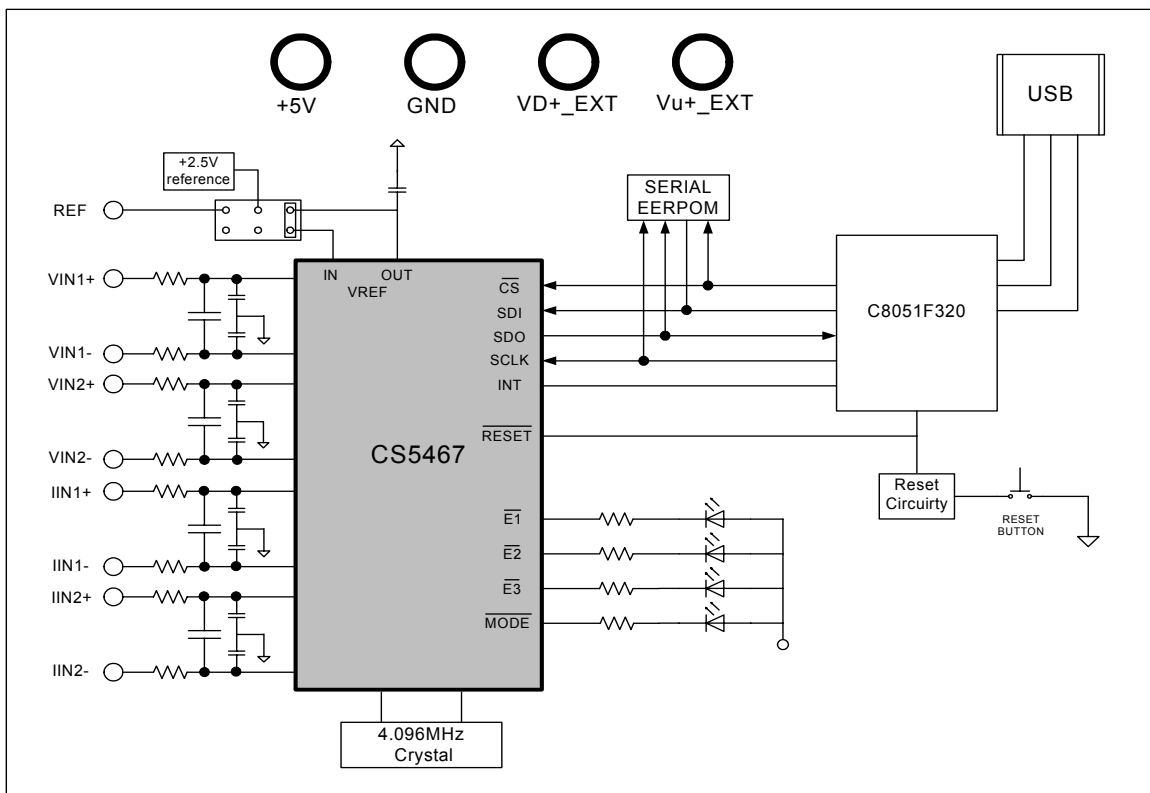 +5V
GND
VD+_EXT
Vu+_EXT
USB
+2.5V
reference
REF
SERIAL
EERPOM
IN
OUT
VREF
VIN1+
VIN1-
VIN2+
VIN2-
IIN1+
IIN1-
IIN2+
IIN2-
CS5467
CS
SDI
SDO
SCLK
INT
RESET
E1
E2
E3
MODE
C8051F320
Reset
Circuirty
RESET
BUTTON
4.096MHz
Crystal